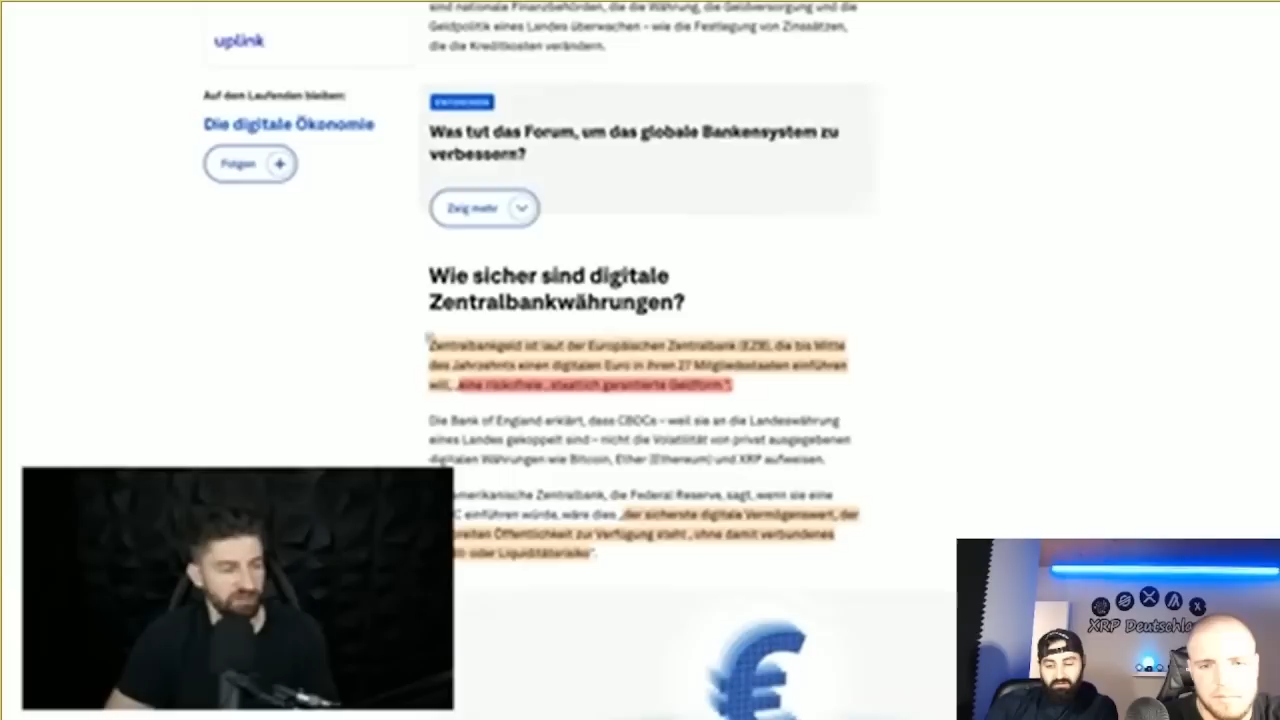 sind nationale Finanzbehörden, die die Währung, die Geldversorgung und die
Geldpolitik eines Landes überwachen – wie die Festlegung von Zinssätzen,
die die Kreditkosten verändern.
uplink
Auf dem Laufenden bleiben:
Die digitale Ökonomie
Folgen
ENTDECKEN
Was tut das Forum, um das globale Bankensystem zu
verbessern?
Zeig mehr
Wie sicher sind digitale
Zentralbankwährungen?
Zentralbankgeld ist laut der Europäischen Zentralbank (EZB), die bis Mitte
des Jahrzehnts einen digitalen Euro in ihren 27 Mitgliedsstaaten einführen
will, „eine risikofreie , staatlich garantierte Geldform “.
Die Bank of England erklärt, dass CBDCs – weil sie an die Landeswährung
eines Landes gekoppelt sind – nicht die Volatilität von privat ausgegebenen
digitalen Währungen wie Bitcoin, Ether (Ethereum) und XRP aufweisen.
amerikanische Zentralbank, die Federal Reserve, sagt, wenn sie eine
C einführen würde, wäre dies „der sicherste digitale Vermögenswert, der
breiten Öffentlichkeit zur Verfügung steht , ohne damit verbundenes
oder Liquiditätsrisiko“.
XRP Deutschla